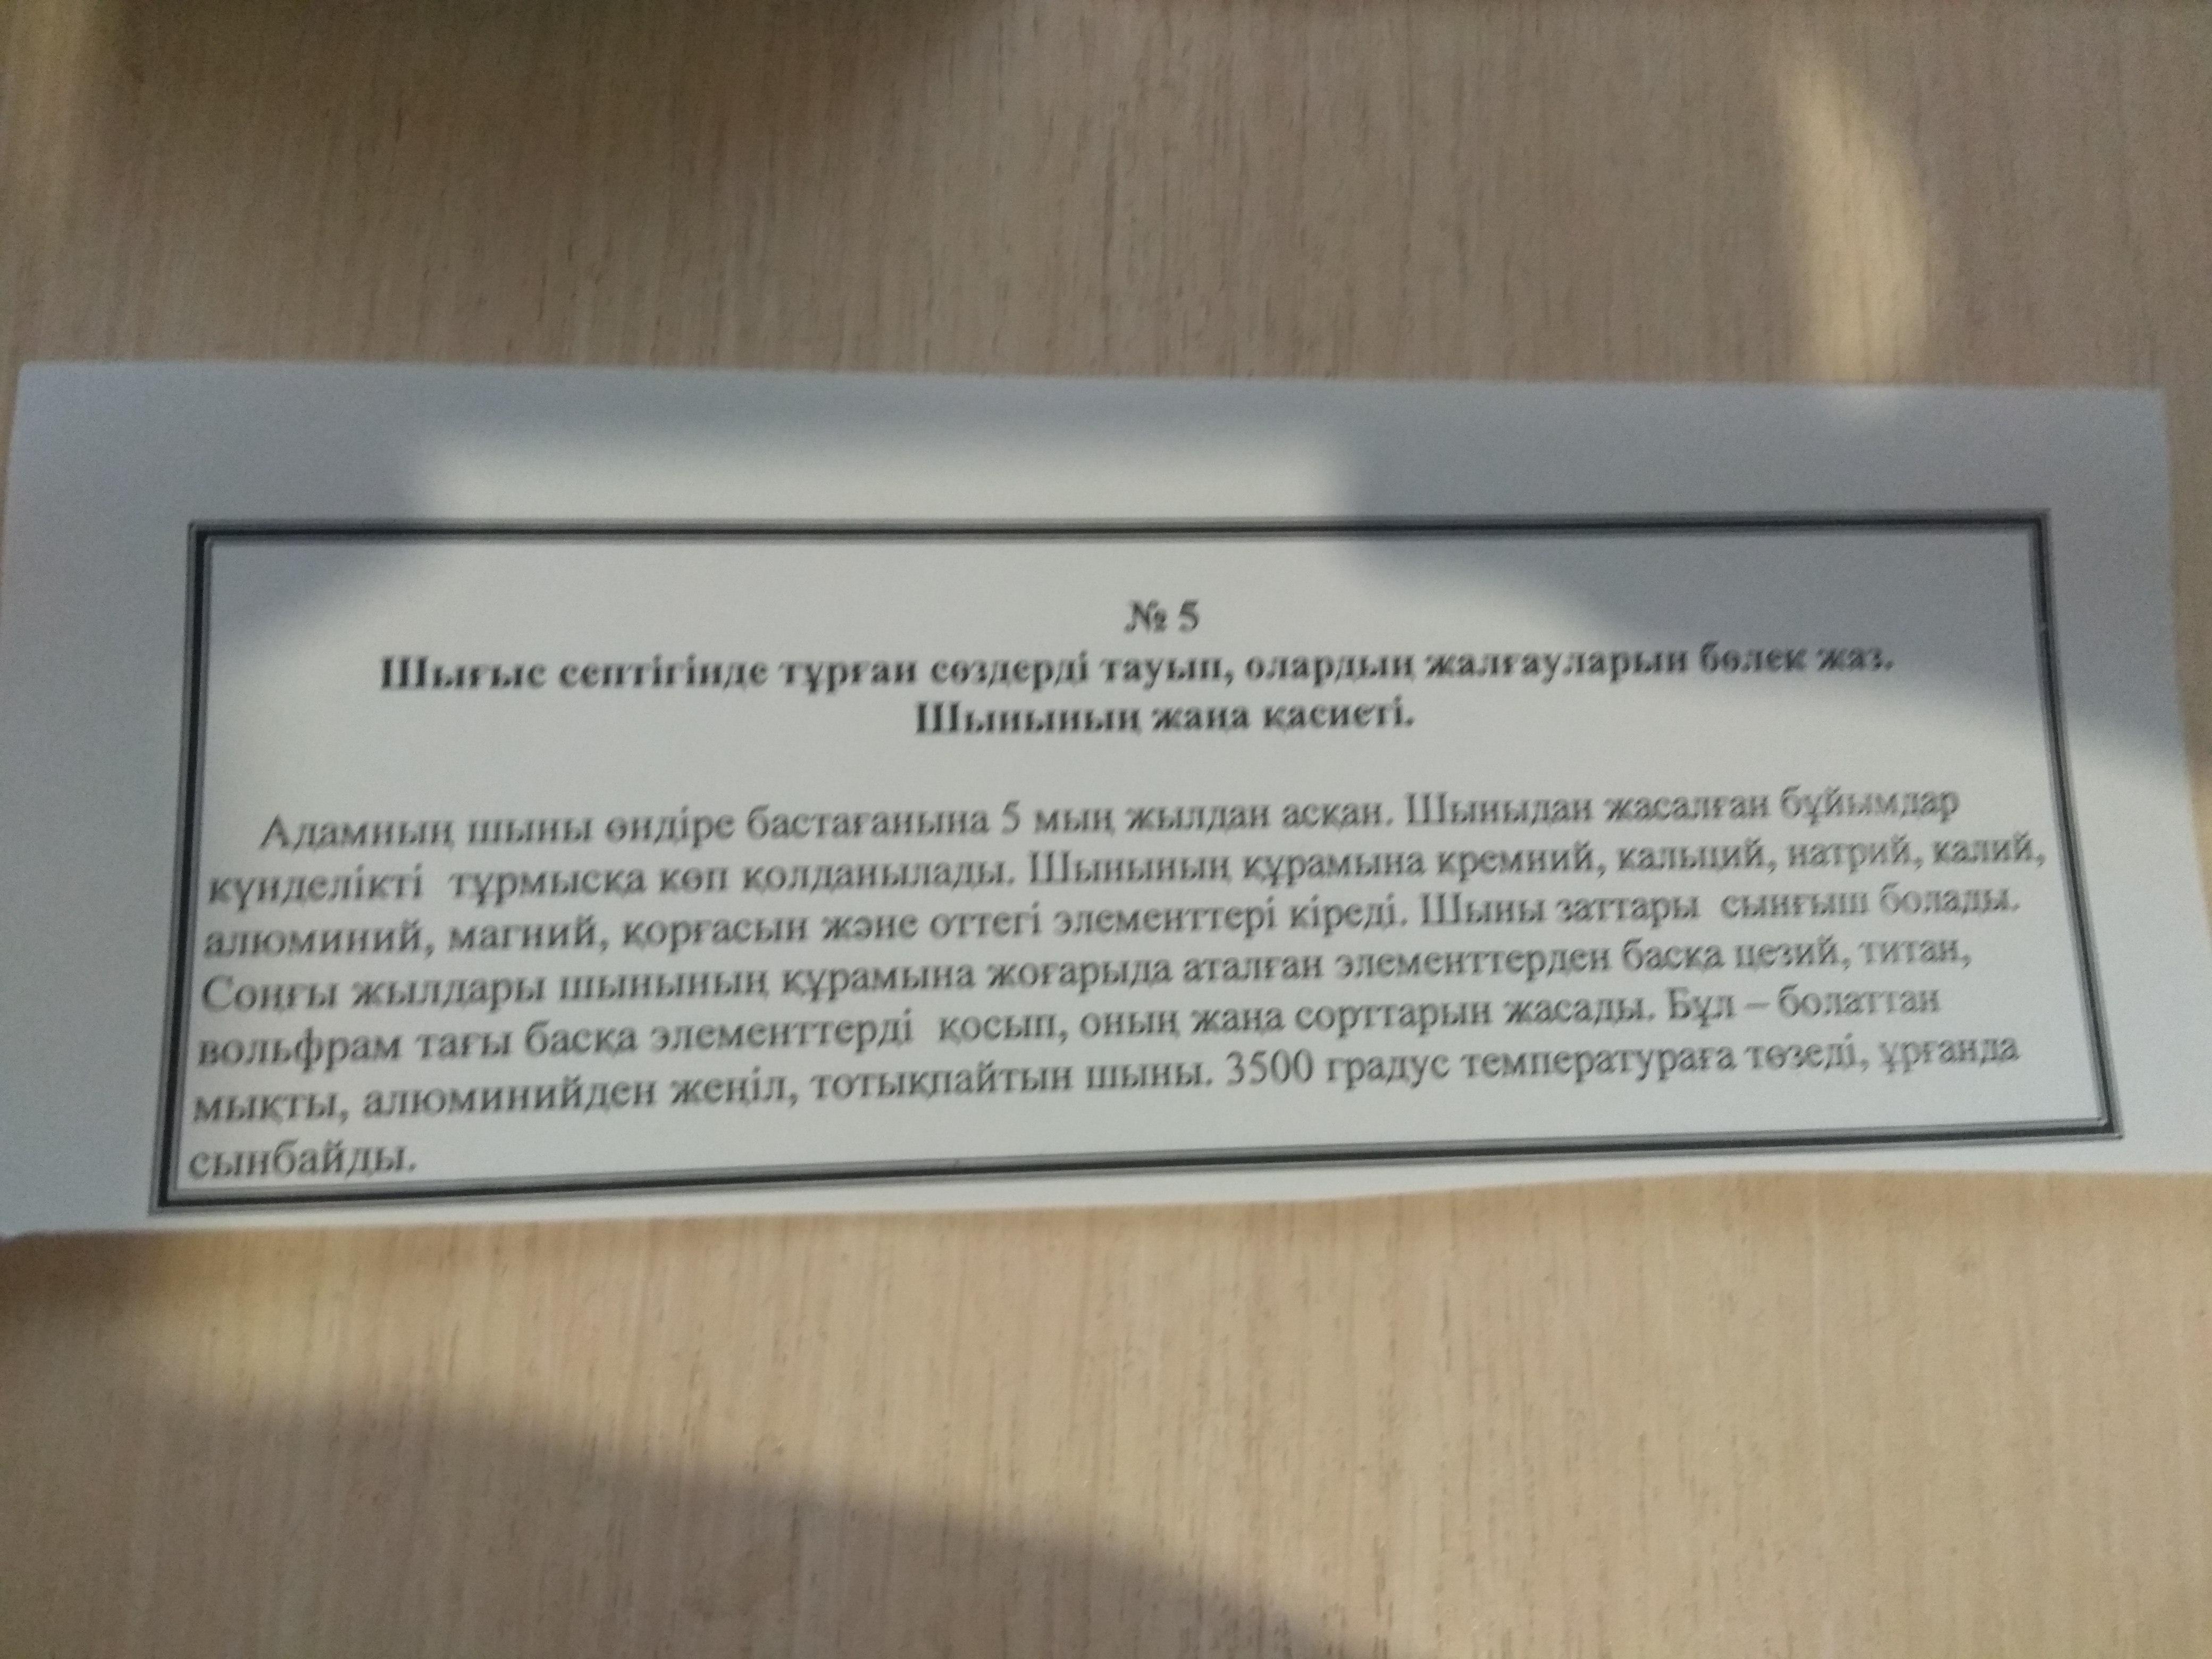 № 5
Шығыс септігінде тұрған сөздерді тауып, олардың жалғауларын бөлек жаз.
Шынының жаңа қасиеті.
Адамның шыны өндіре бастағанына 5 мың жылдан асқан. Шыныдан жасалған бұйымдар
күнделікті тұрмысқа көп қолданылады. Шынының құрамына кремний, кальций, натрий, калий,
алюминий, магний, қорғасын және оттегі элементтері кіреді. Шыны заттары сынғыш болады.
Соңғы жылдары шынының құрамына жоғарыда аталған элементтерден басқа цезий, титан,
вольфрам тағы басқа элементтерді қосып, оның жаңа сорттарын жасады. Бұл – болаттан
мықты, алюминийден жеңіл, тотықпайтын шыны. 3500 градус температураға төзеді, ұрғанда
сынбайды.